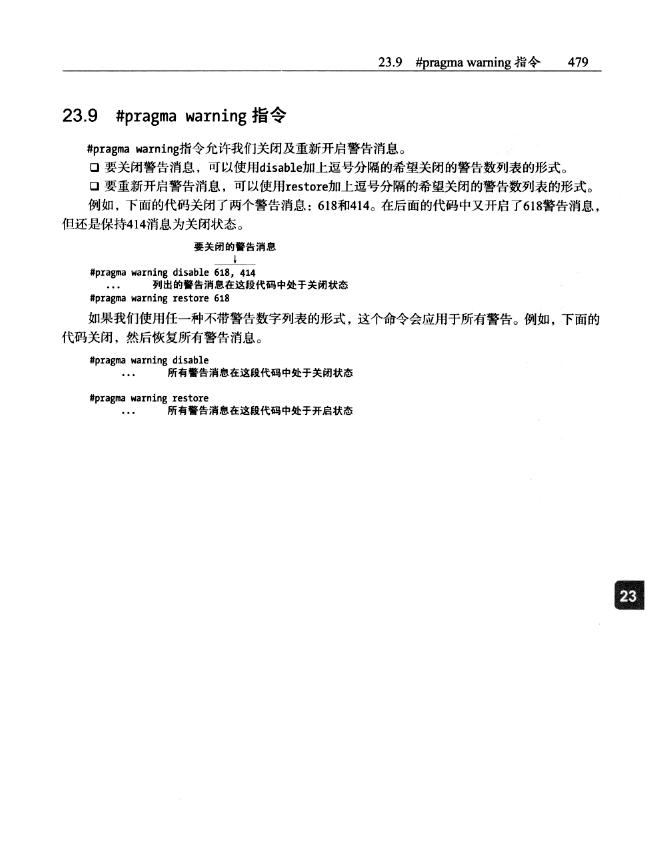 23.9 #pragma warning 指令 479
23.9 #pragma warning 指令
#pragma warning指令允许我们关闭及重新开启警告消息。
❑ 要关闭警告消息，可以使用disable加上逗号分隔的希望关闭的警告数列表的形式。
❑ 要重新开启警告消息，可以使用restore加上逗号分隔的希望关闭的警告数列表的形式。
例如，下面的代码关闭了两个警告消息：618和414。在后面的代码中又开启了618警告消息，
但还是保持414消息为关闭状态。
要关闭的警告消息
↓
#pragma warning disable 618, 414
... 列出的警告消息在这段代码中处于关闭状态
#pragma warning restore 618
如果我们使用任一种不带警告数字列表的形式，这个命令会应用于所有警告。例如，下面的
代码关闭，然后恢复所有警告消息。
#pragma warning disable
... 所有警告消息在这段代码中处于关闭状态
#pragma warning restore
... 所有警告消息在这段代码中处于开启状态
23